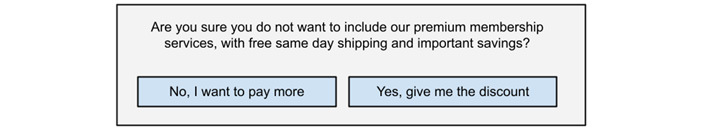 Are you sure you do not want to include our premium membership
services, with free same day shipping and important savings?
No, I want to pay more
Yes, give me the discount